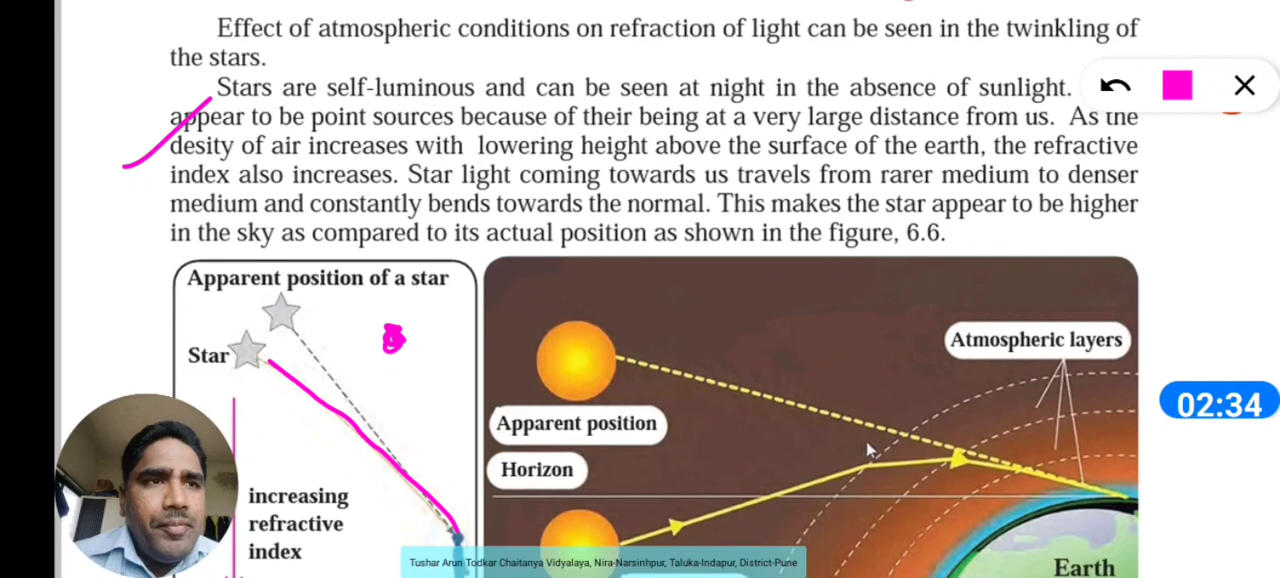 Effect of atmospheric conditions on refraction of light can be seen in the twinkling of
the stars.
Stars are self-luminous and can be seen at night in the absence of sunlight.
appear to be point sources because of their being at a very large distance from us. As the
desity of air increases with lowering height above the surface of the earth, the refractive
index also increases. Star light coming towards us travels from rarer medium to denser
medium and constantly bends towards the normal. This makes the star appear to be higher
in the sky as compared to its actual position as shown in the figure, 6.6.
02:34
Apparent position of a star
Star
increasing
refractive
index
Atmospheric layers
Apparent position
Horizon
Earth
Tushar Arun Todkar Chaitanya Vidyalaya, Nira-Narsinhpur, Taluka-Indapur, District-Pune